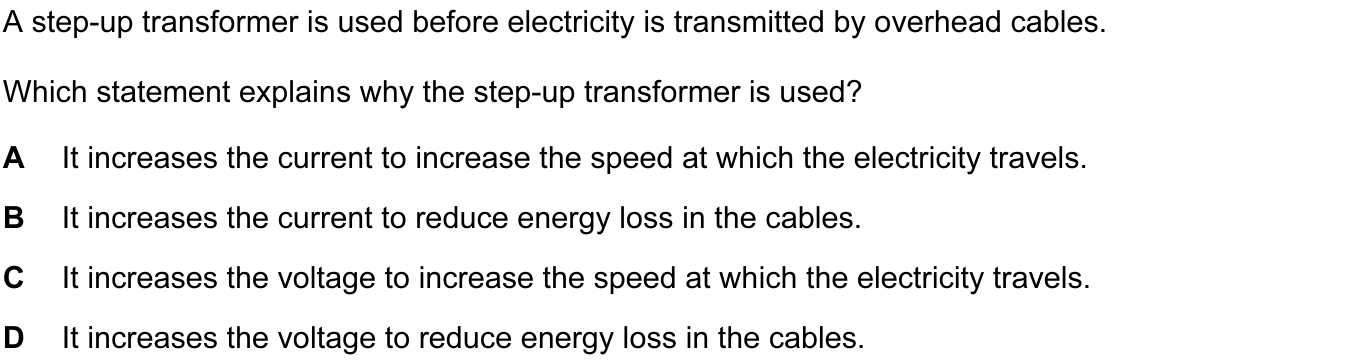 A step-up transformer is used before electricity is transmitted by overhead cables.
Which statement explains why the step-up transformer is used?
A It increases the current to increase the speed at which the electricity travels.
B It increases the current to reduce energy loss in the cables.
C It increases the voltage to increase the speed at which the electricity travels.
D It increases the voltage to reduce energy loss in the cables.